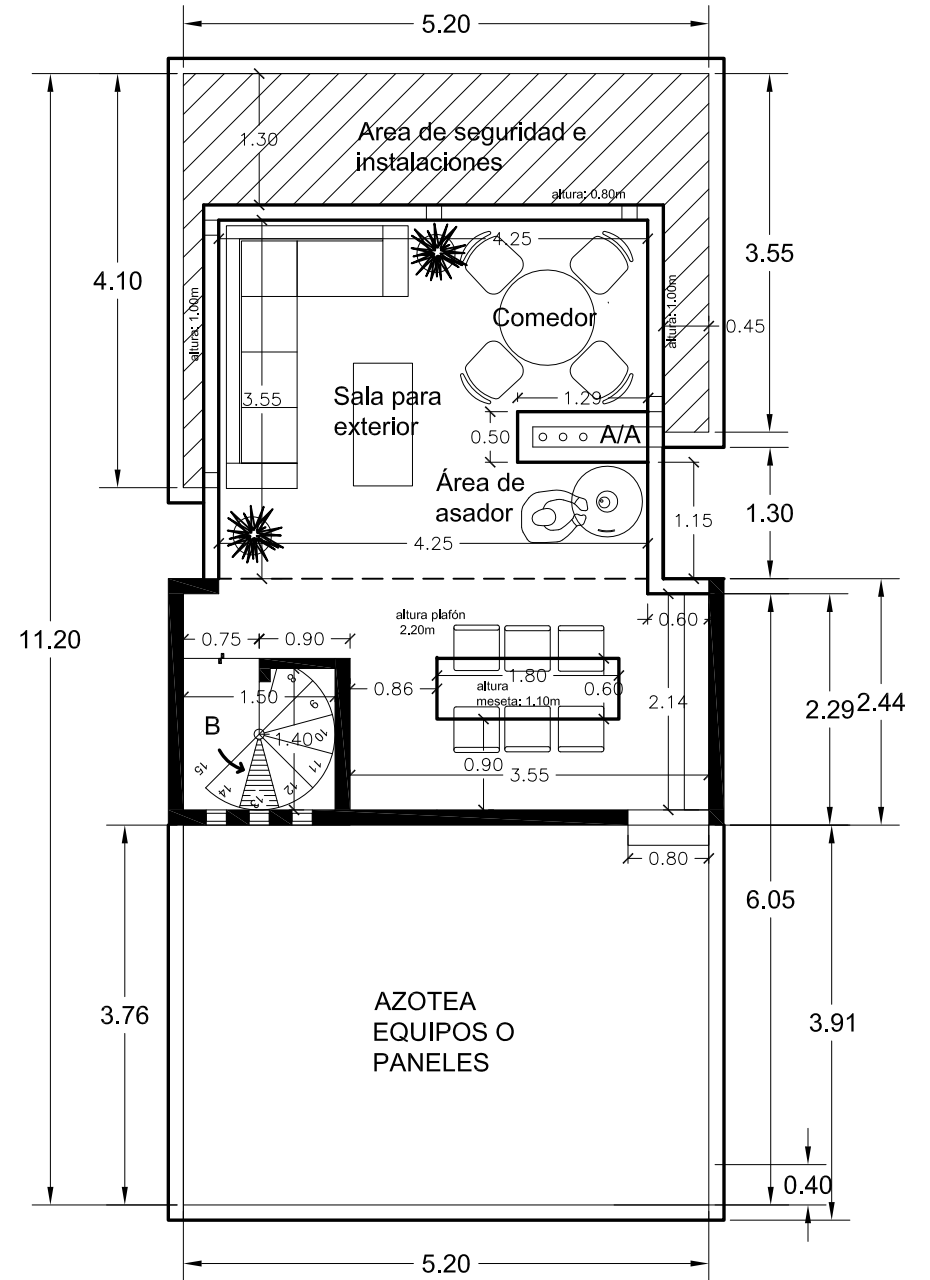 5.20
Area de seguridad e
instalaciones
1.30
altura: 0.80m
4.10
3.55
4.25
altura: 1.00m
altura: 1.00m
0.45
Comedor
Sala para
exterior
3.55
1.29
0.50
A/A
Área de
asador
1.15
1.30
4.25
11.20
altura plafón
2.20m
0.75
0.90
0.60
1.50
0.86
1.80
altura
meseta: 1.10m
0.60
2.14
2.29
2.44
B
1.40
8
9
10
11
12
13
14
15
0.90
3.55
0.80
6.05
3.76
AZOTEA
EQUIPOS O
PANELES
3.91
0.40
5.20